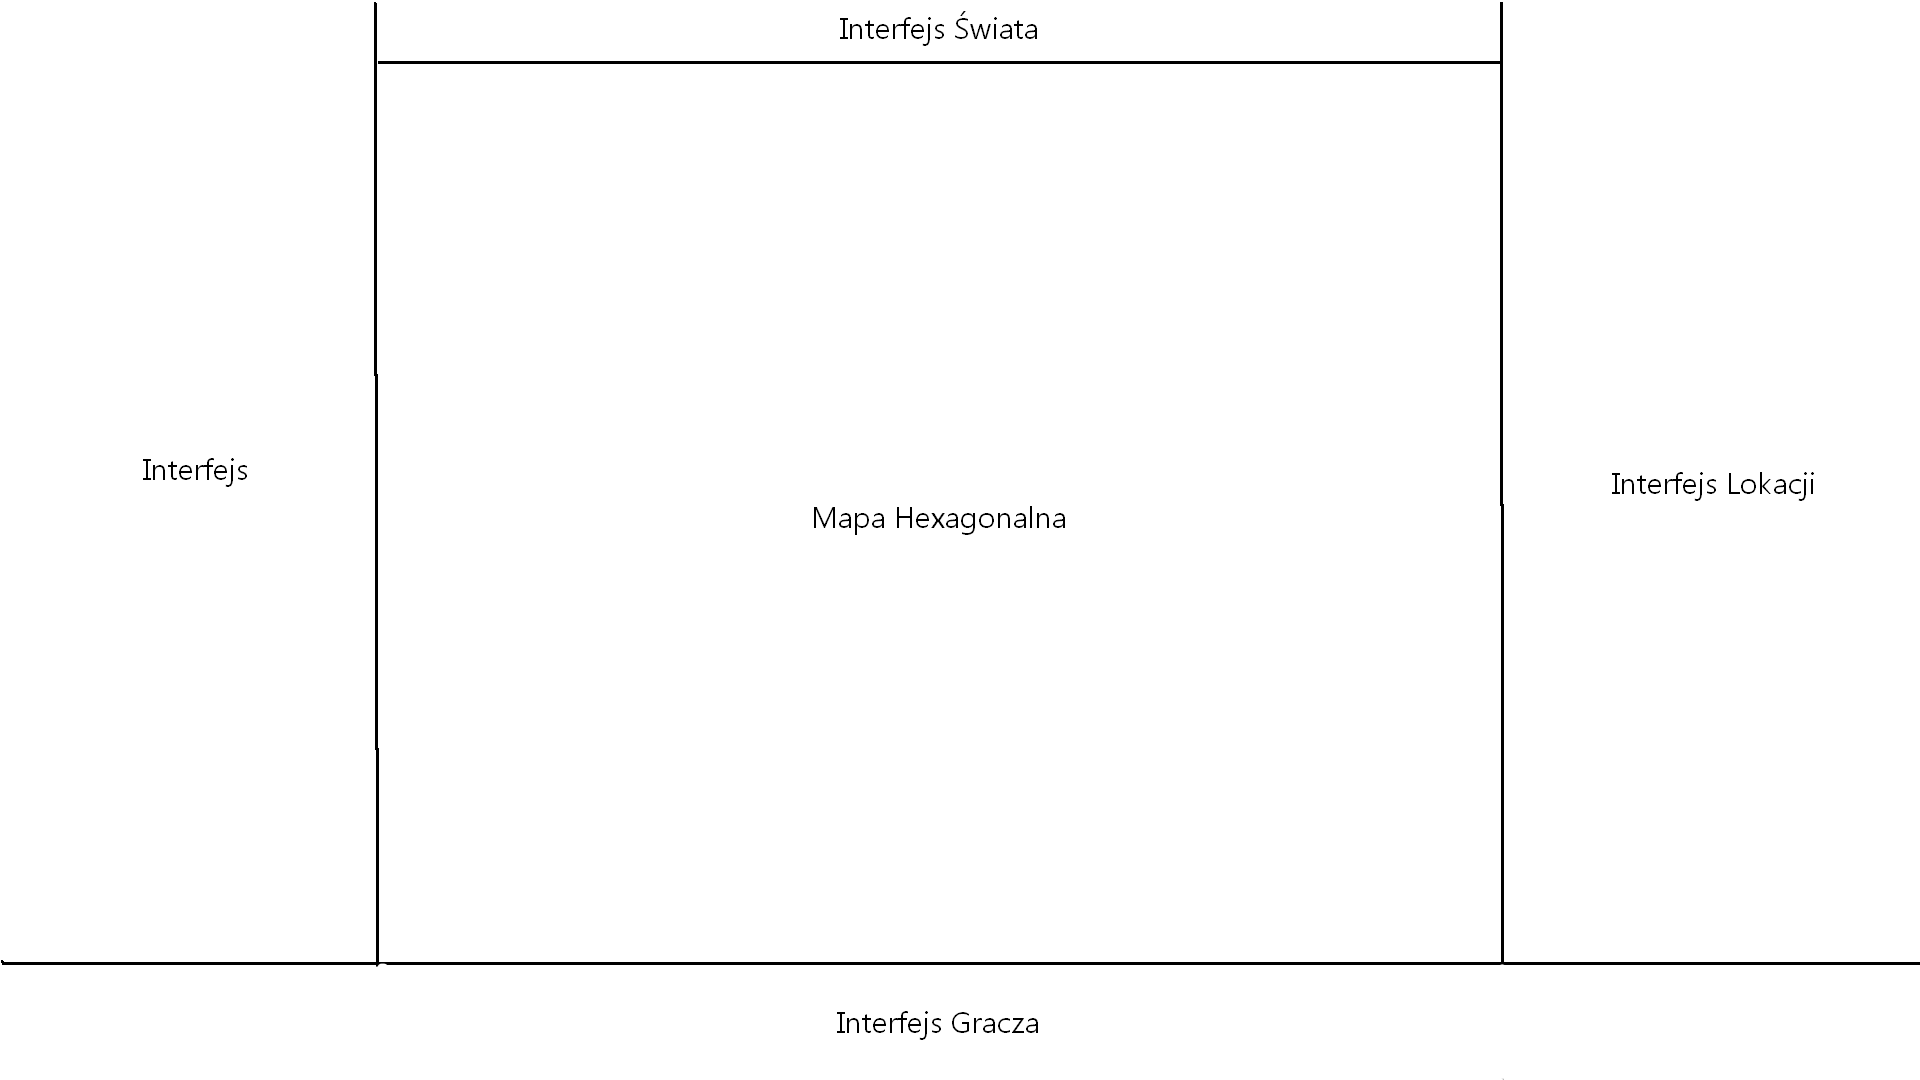 Interfejs Świata
Interfejs
Mapa Hexagonalna
Interfejs Lokacji
Interfejs Gracza